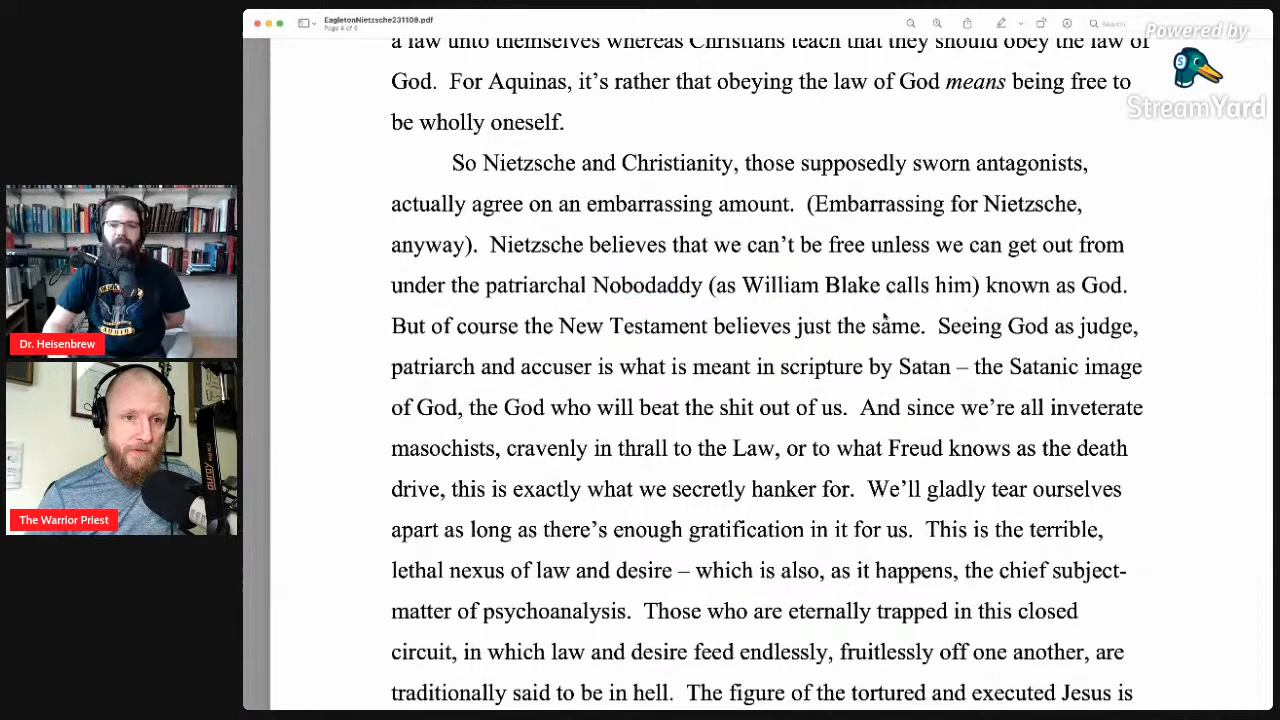 EagletonNietzsche231108.pdf
Page 4 of 6
Search
Powered by
S
StreamYard
a law unto themselves whereas Christians teach that they should obey the law of
God. For Aquinas, it's rather that obeying the law of God means being free to
be wholly oneself.
So Nietzsche and Christianity, those supposedly sworn antagonists,
actually agree on an embarrassing amount. (Embarrassing for Nietzsche,
anyway). Nietzsche believes that we can't be free unless we can get out from
under the patriarchal Nobodaddy (as William Blake calls him) known as God.
But of course the New Testament believes just the same. Seeing God as judge,
patriarch and accuser is what is meant in scripture by Satan – the Satanic image
of God, the God who will beat the shit out of us. And since we're all inveterate
masochists, cravenly in thrall to the Law, or to what Freud knows as the death
drive, this is exactly what we secretly hanker for. We'll gladly tear ourselves
apart as long as there's enough gratification in it for us. This is the terrible,
lethal nexus of law and desire – which is also, as it happens, the chief subject-
matter of psychoanalysis. Those who are eternally trapped in this closed
circuit, in which law and desire feed endlessly, fruitlessly off one another, are
traditionally said to be in hell. The figure of the tortured and executed Jesus is
AUDIO
Dr. Heisenbrew
auray
The Warrior Priest